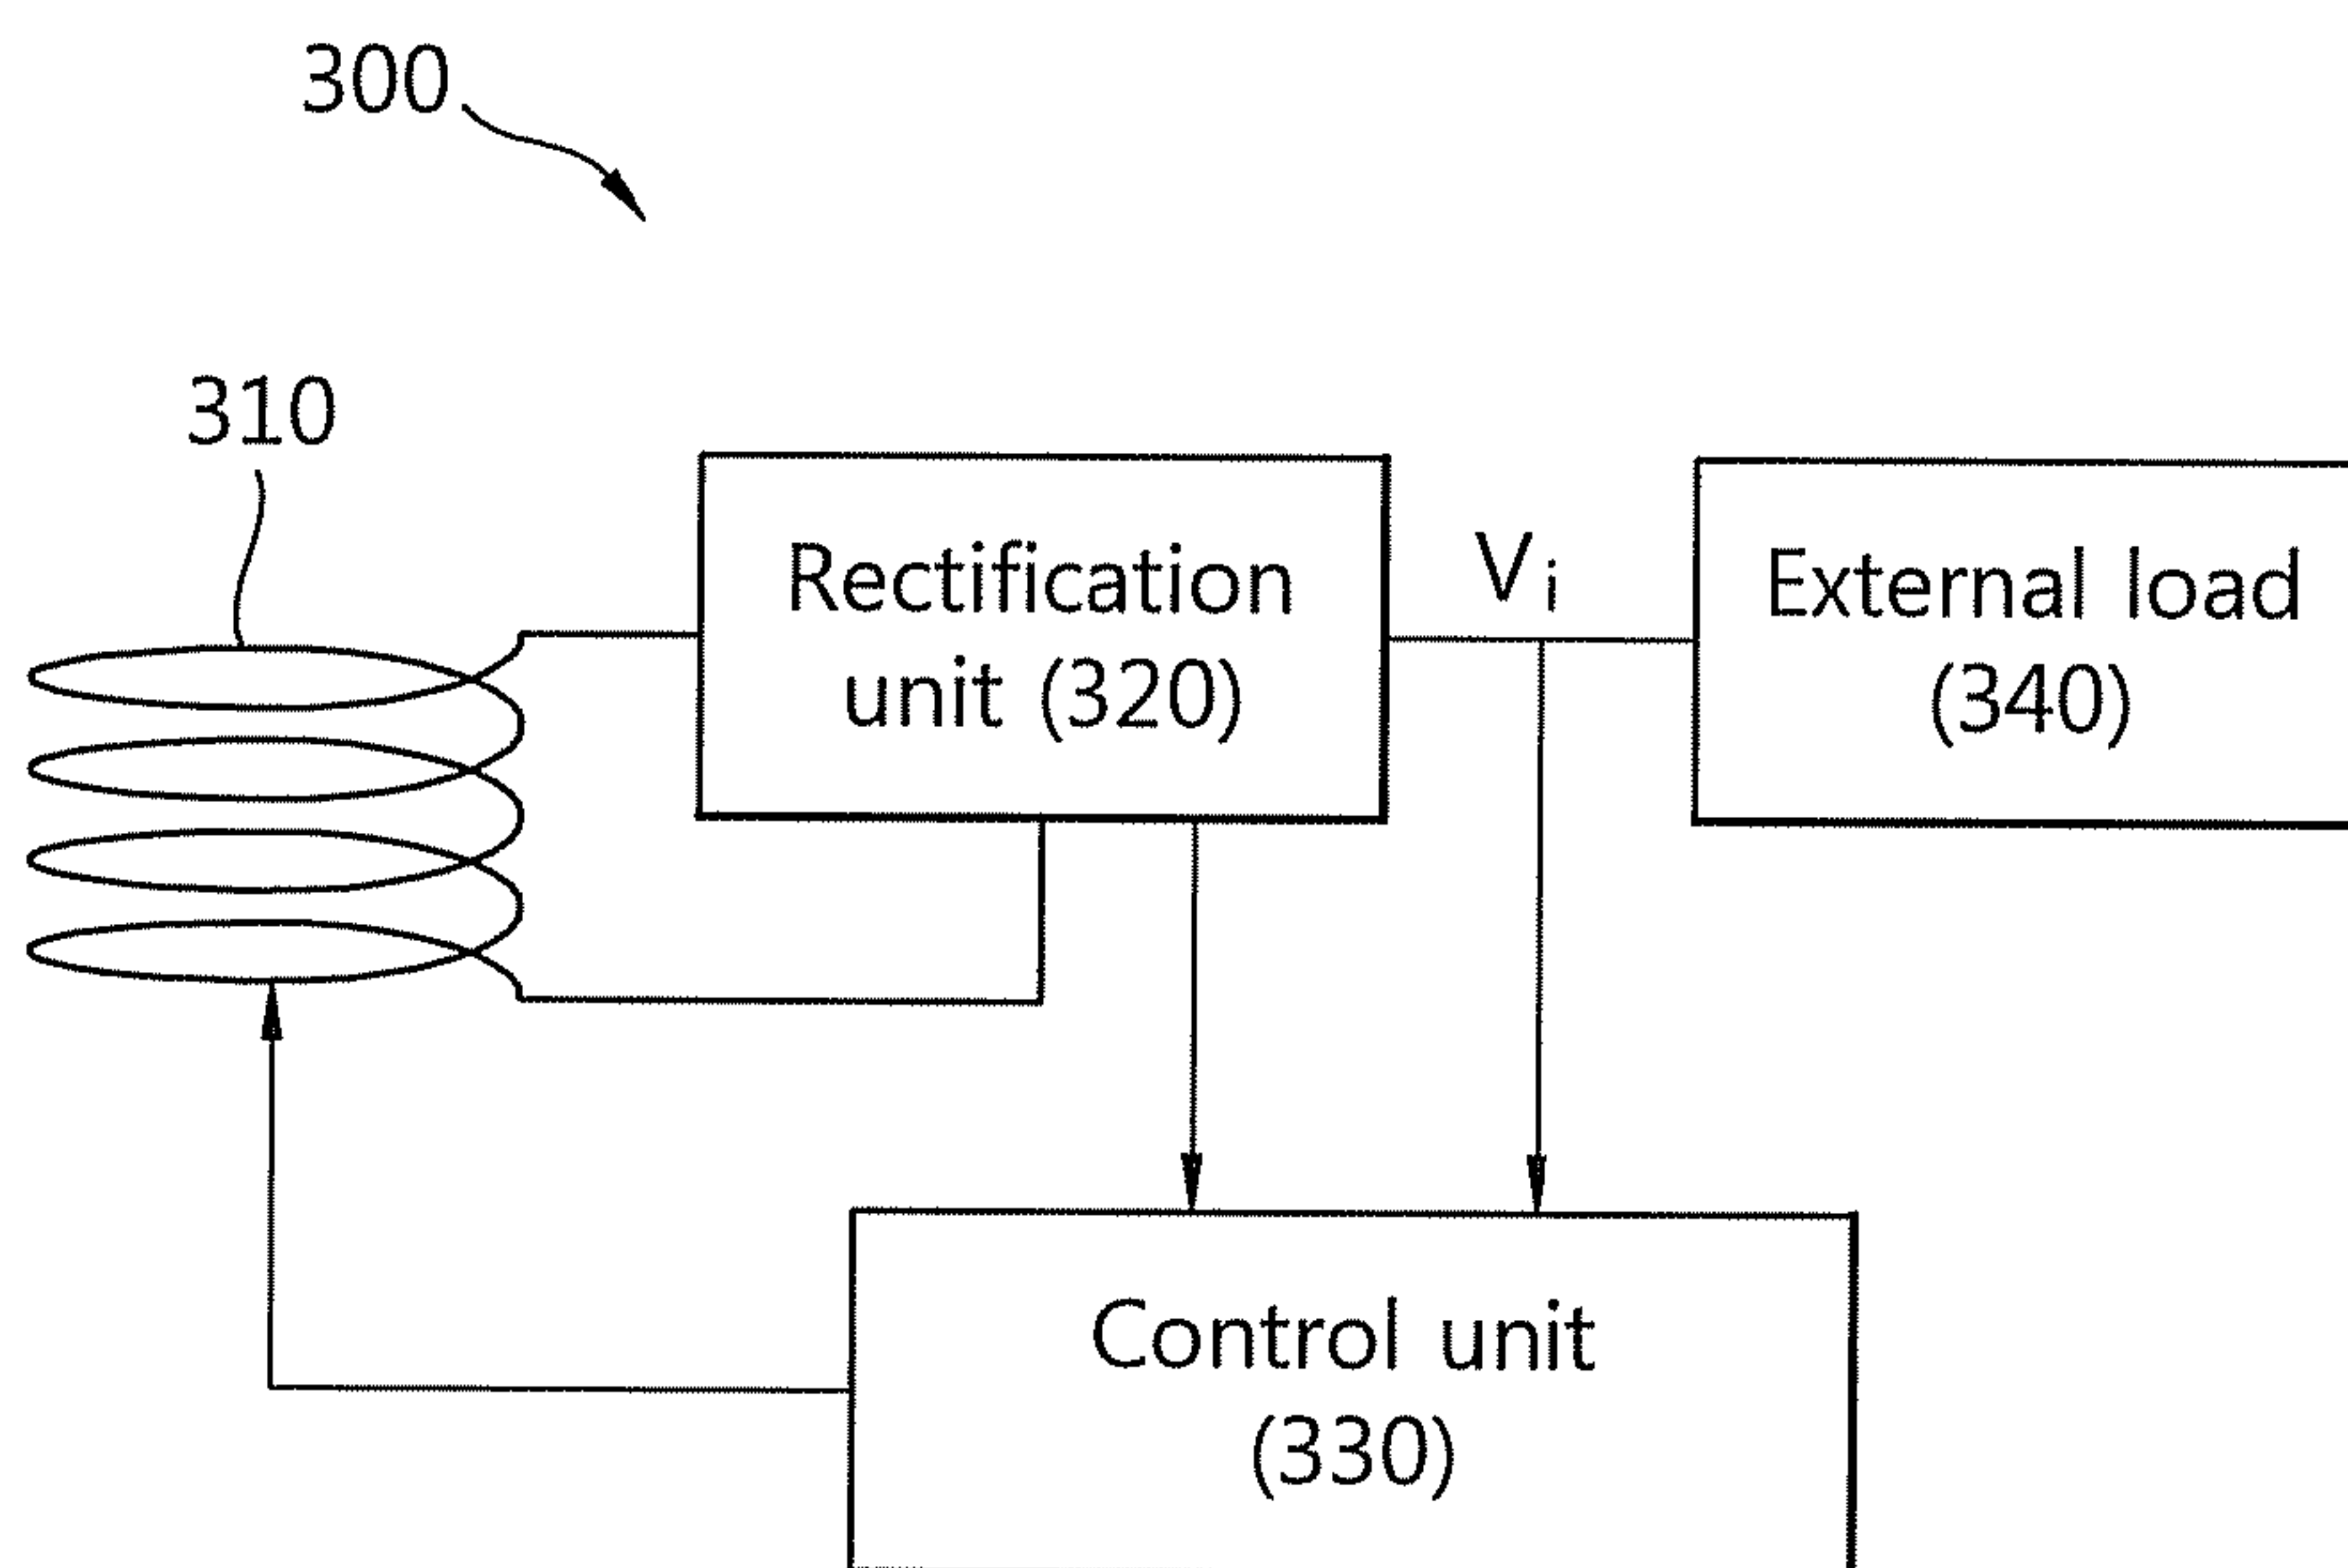 300
310
Rectification
unit (320)
Vi
External load
(340)
Control unit
(330)